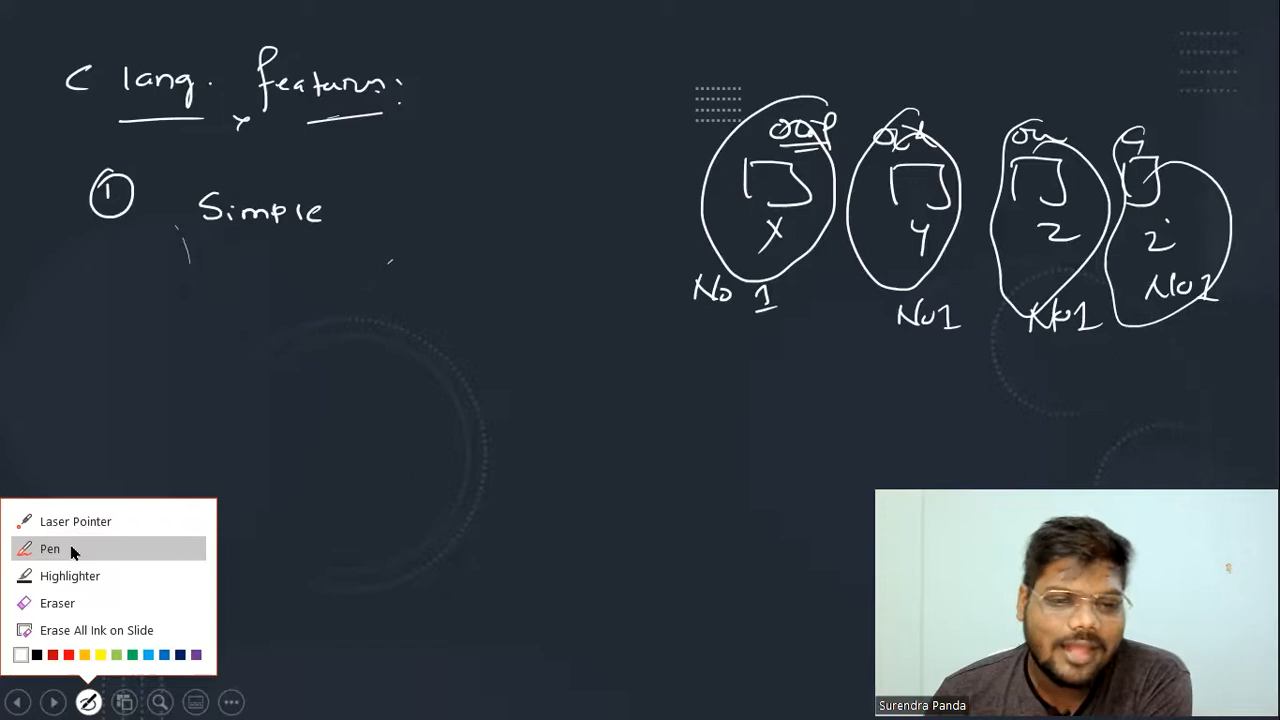 C lang. features:
1 Simple
oop
X Y Z Z
No 1 No1 No1 No1
Laser Pointer
Pen
Highlighter
Eraser
Erase All Ink on Slide
Surendra Panda